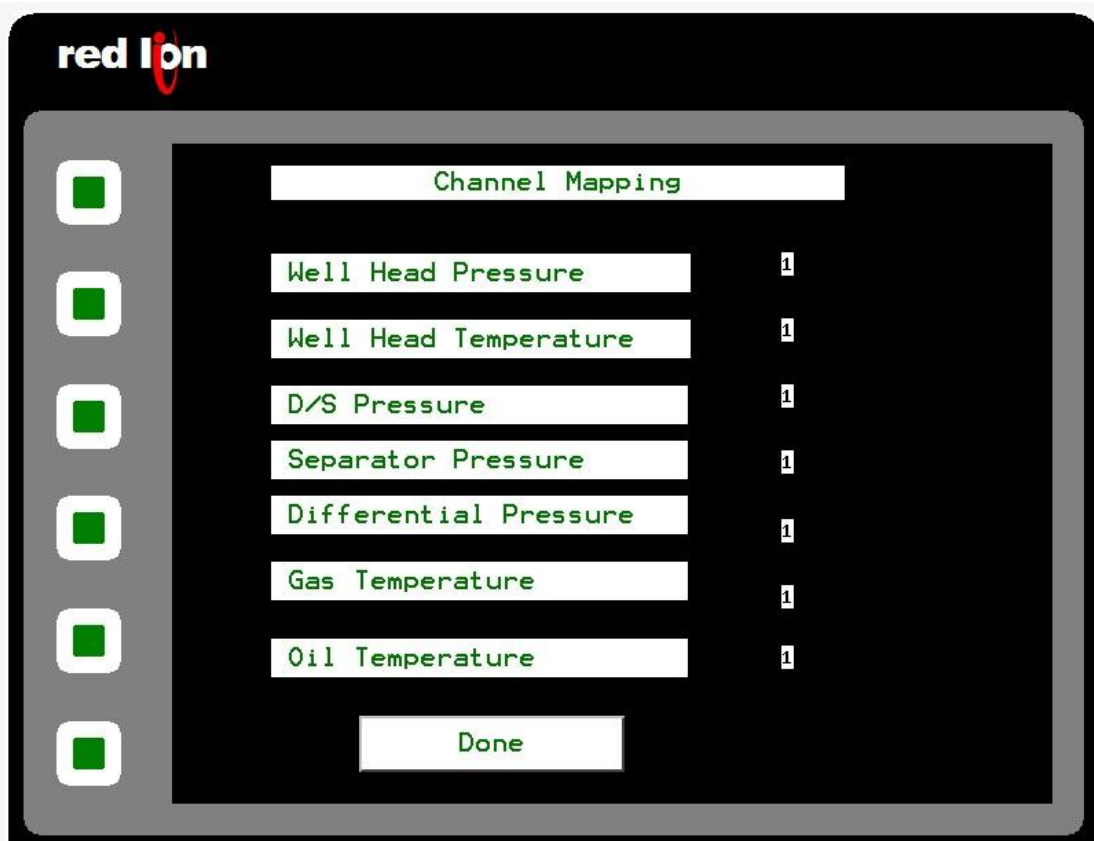 red lion
Channel Mapping
Well Head Pressure 1
Well Head Temperature 1
D/S Pressure 1
Separator Pressure 1
Differential Pressure 1
Gas Temperature 1
Oil Temperature 1
Done